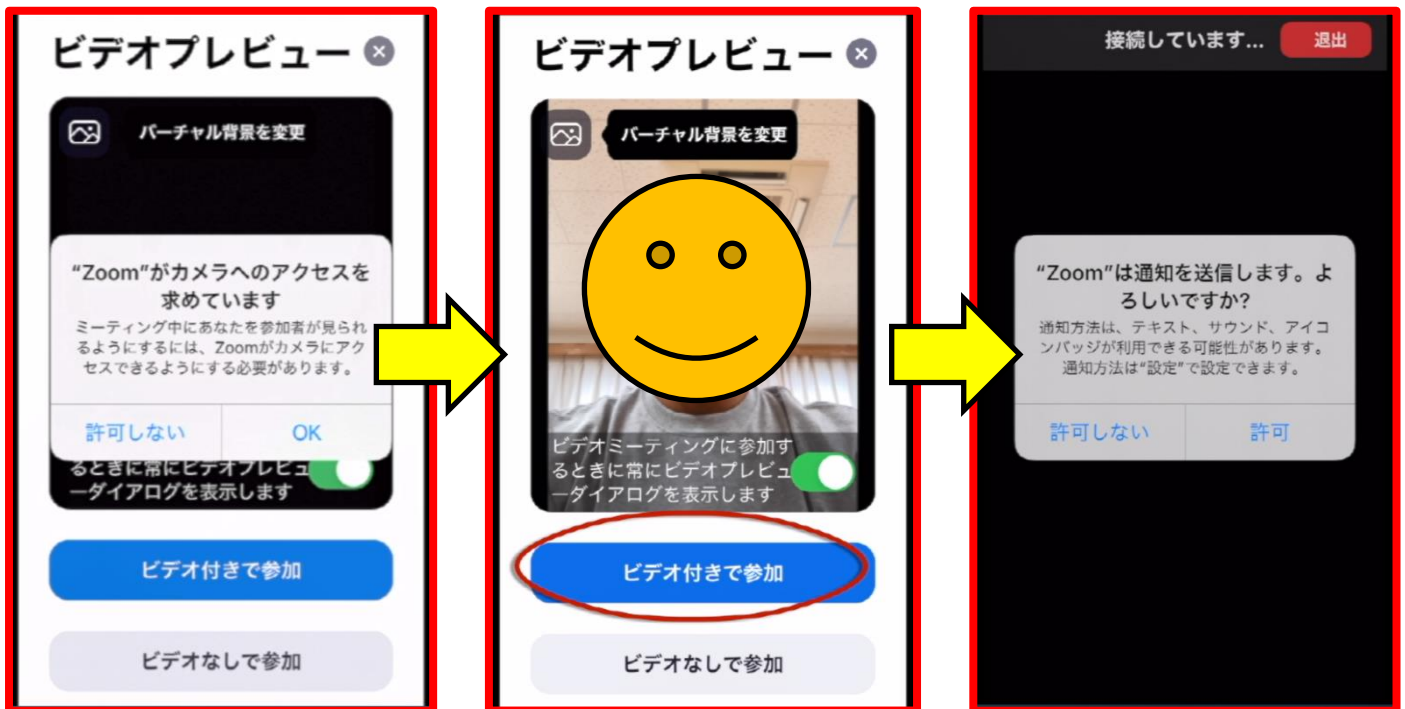 ビデオプレビュー
バーチャル背景を変更
“Zoom”がカメラへのアクセスを
求めています
ミーティング中にあなたを参加者が見られ
るようにするには、Zoomがカメラにアク
セスできるようにする必要があります。
許可しない OK
るときに常にビデオプレビュ
ーダイアログを表示します
ビデオ付きで参加
ビデオなしで参加
ビデオプレビュー
バーチャル背景を変更
ビデオミーティングに参加す
るときに常にビデオプレビュ
ーダイアログを表示します
ビデオ付きで参加
ビデオなしで参加
接続しています... 退出
“Zoom”は通知を送信します。よ
ろしいですか?
通知方法は、テキスト、サウンド、アイコ
ンバッジが利用できる可能性があります。
通知方法は“設定”で設定できます。
許可しない 許可